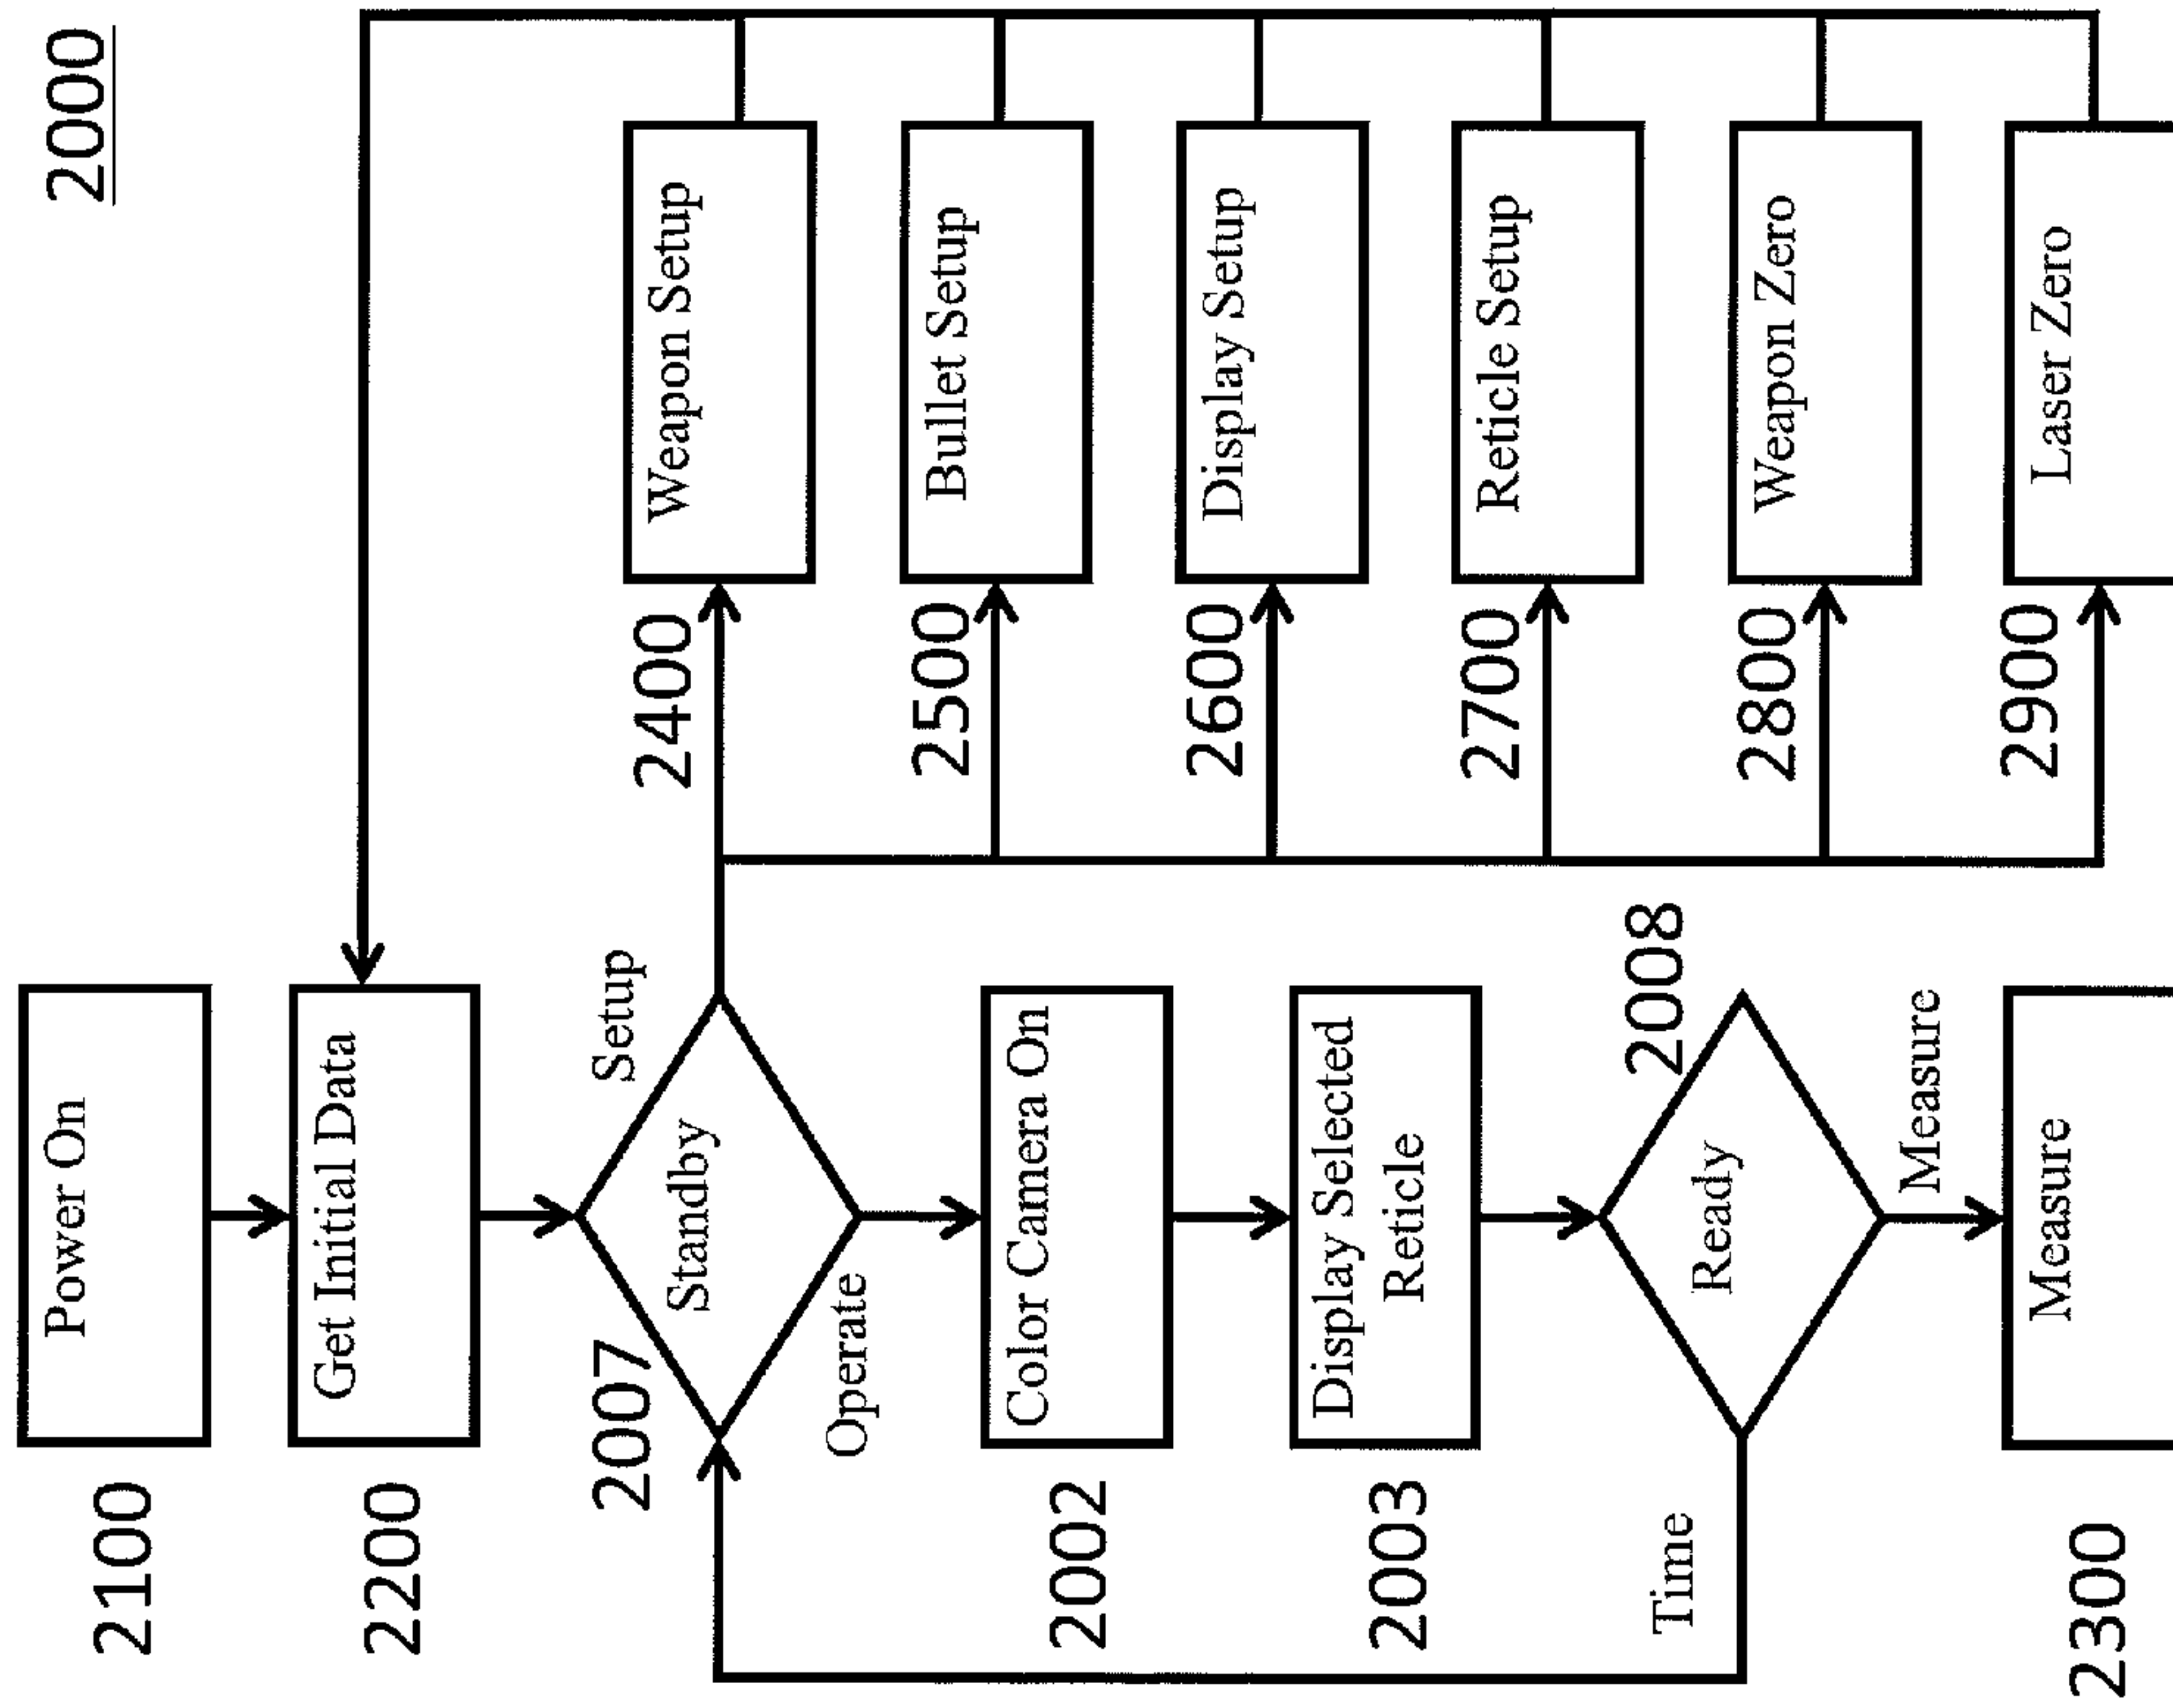 2000
2100
Power On
2200
Get Initial Data
2007
Standby
Setup
Operate
2002
Color Camera On
2003
Display Selected
Reticle
2008
Ready
Time
Measure
2300
Measure
2400
Weapon Setup
2500
Bullet Setup
2600
Display Setup
2700
Reticle Setup
2800
Weapon Zero
2900
Laser Zero